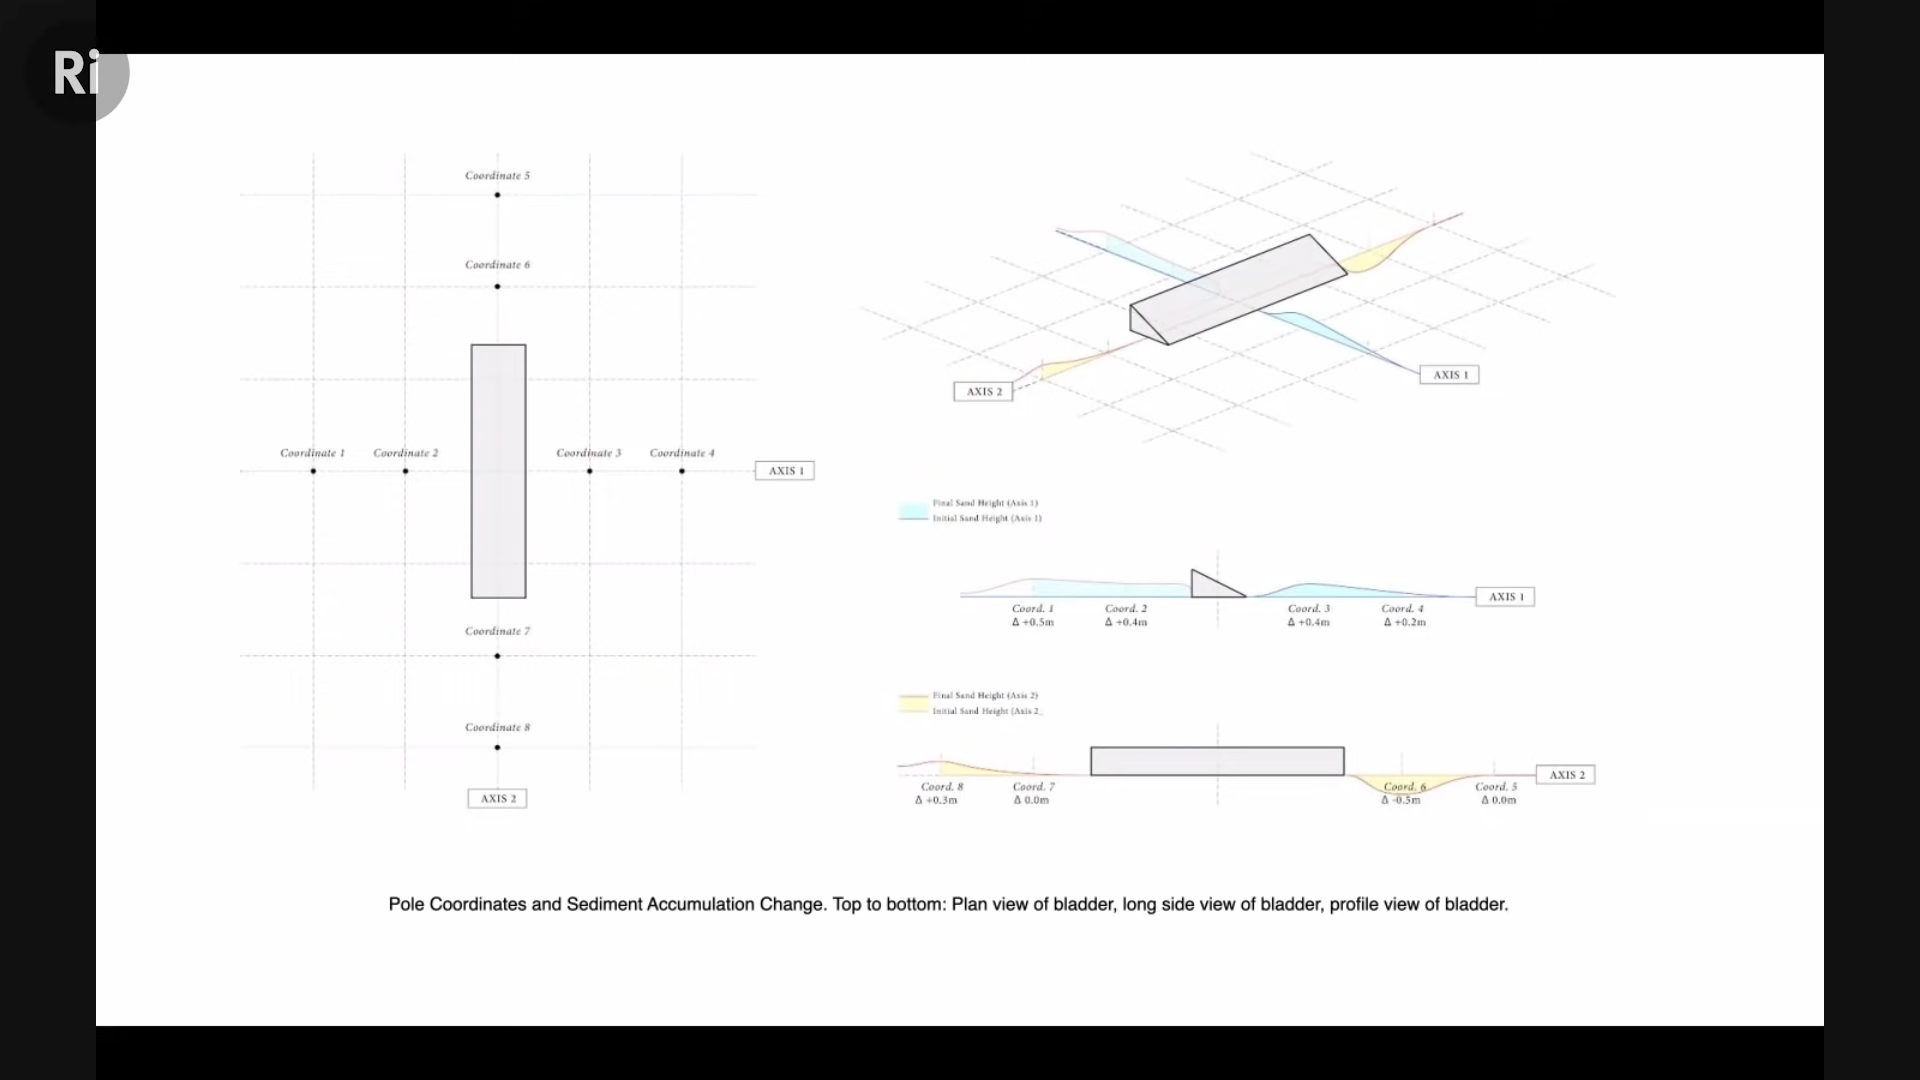 Ri
Coordinate 5
Coordinate 6
Coordinate 1
Coordinate 2
Coordinate 3
Coordinate 4
AXIS 1
Coordinate 7
Coordinate 8
AXIS 2
AXIS 2
AXIS 1
Final Sand Height (Axis 1)
Initial Sand Height (Axis 1)
Coord. 1
Δ +0.5m
Coord. 2
Δ +0.4m
Coord. 3
Δ +0.4m
Coord. 4
Δ +0.2m
AXIS 1
Final Sand Height (Axis 2)
Initial Sand Height (Axis 2_
Coord. 8
Δ +0.3m
Coord. 7
Δ 0.0m
Coord. 6
Δ -0.5m
Coord. 5
Δ 0.0m
AXIS 2
Pole Coordinates and Sediment Accumulation Change. Top to bottom: Plan view of bladder, long side view of bladder, profile view of bladder.